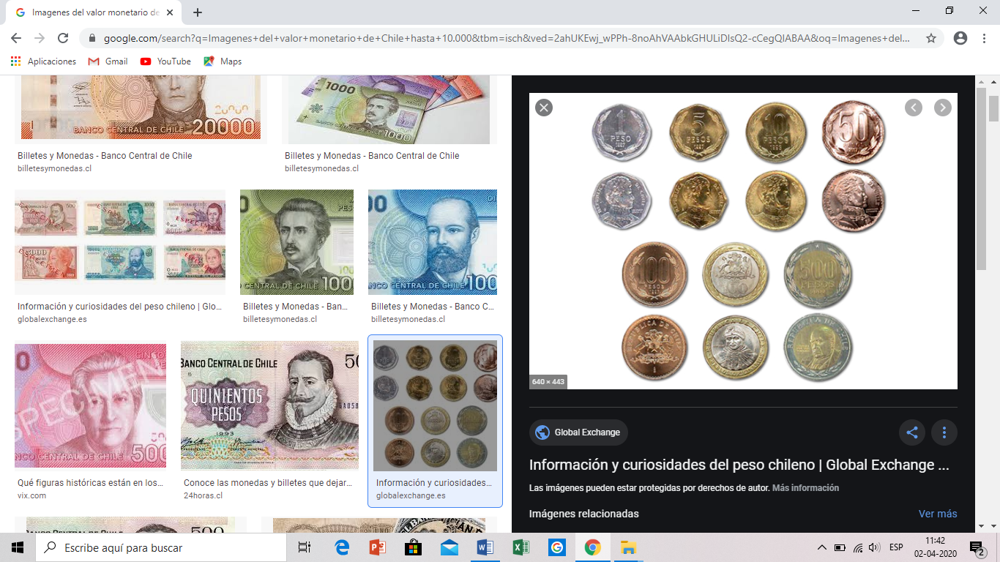 Imagenes del valor monetario de
google.com/search?q=Imagenes+del+valor+monetario+de+Chile+hasta+10.000&tbm=isch&ved=2ahUKEwj_wPPh-8noAhVAAbkGHULiDIsQ2-cCegQIABAA&oq=Imagenes+del...
Aplicaciones
Gmail
YouTube
Maps
BANCO CENTRAL DE CHILE 20000
1000
1000
Billetes y Monedas - Banco Central de Chile
billetesymonedas.cl
Billetes y Monedas - Banco Central de Chile
billetesymonedas.cl
CENTRAL DE CHILE 100
CENTRAL DE CHILE 100
Información y curiosidades del peso chileno | Glo...
globalexchange.es
Billetes y Monedas - Ban...
billetesymonedas.cl
Billetes y Monedas - Banco C...
billetesymonedas.cl
SPECIMEN
500
NCO CENTRAL DE CHILE
BANCO CENTRAL DE CHILE
50
QUINIENTOS
PESOS
1993
Qué figuras históricas están en los...
vix.com
Conoce las monedas y billetes que dejar...
24horas.cl
Información y curiosidades...
globalexchange.es
1
PESO
5
PESOS
10
PESOS
50
100
PESOS
100
500
PESOS
640 × 443
Global Exchange
Información y curiosidades del peso chileno | Global Exchange ...
Las imágenes pueden estar protegidas por derechos de autor. Más información
Imágenes relacionadas
Ver más
Escribe aquí para buscar
ESP
11:42
02-04-2020
2